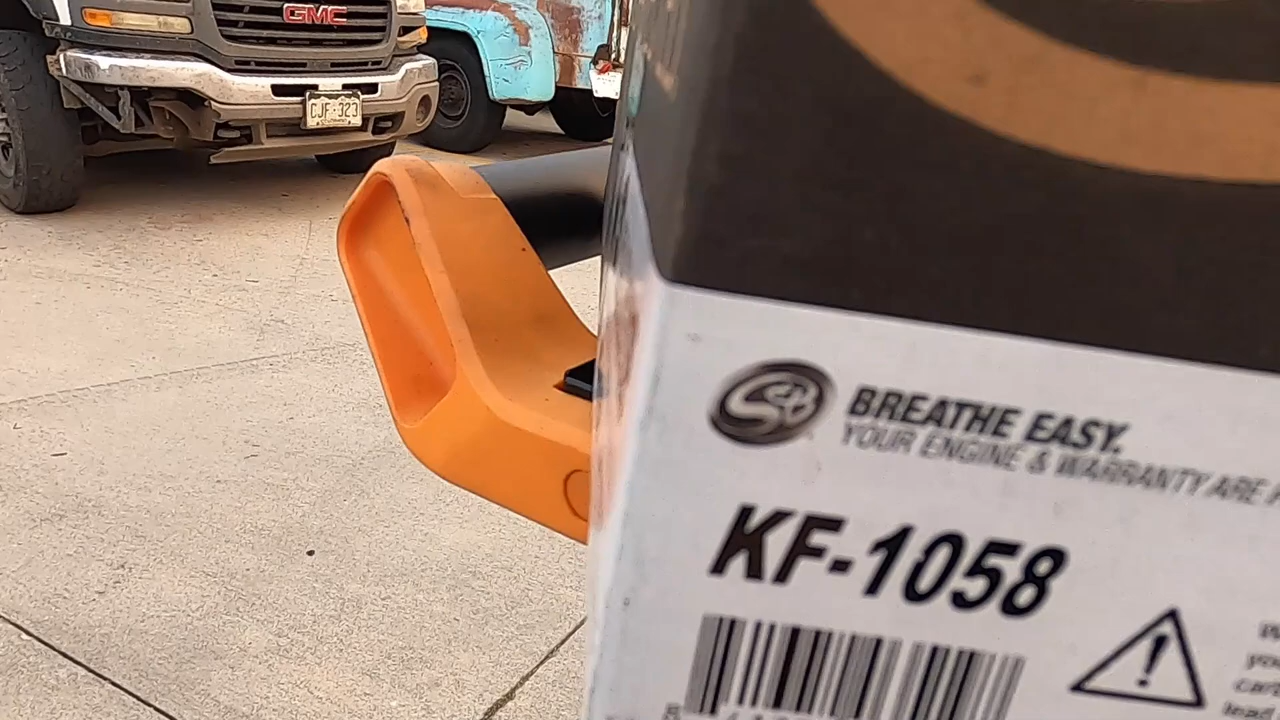 GMC
CJF-323
S&B
BREATHE EASY.
YOUR ENGINE & WARRANTY ARE
KF-1058